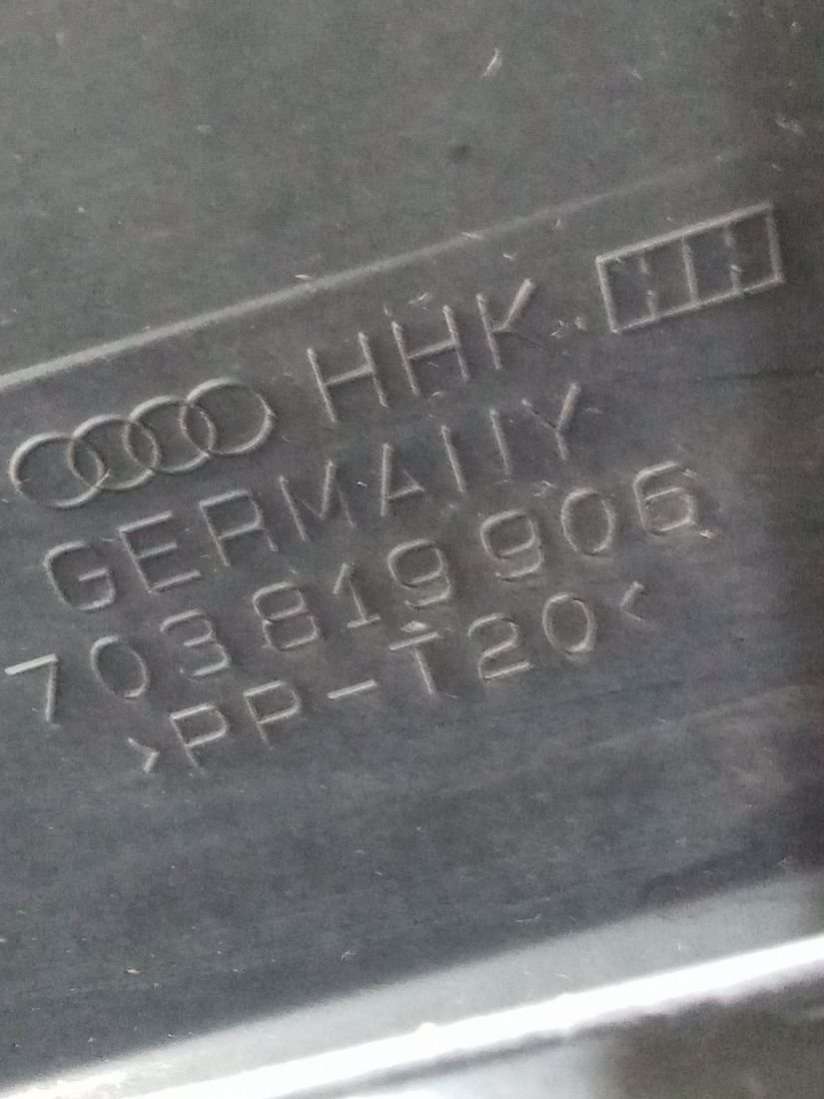 HHK.
GERMANY
703819906
>PP-T20<